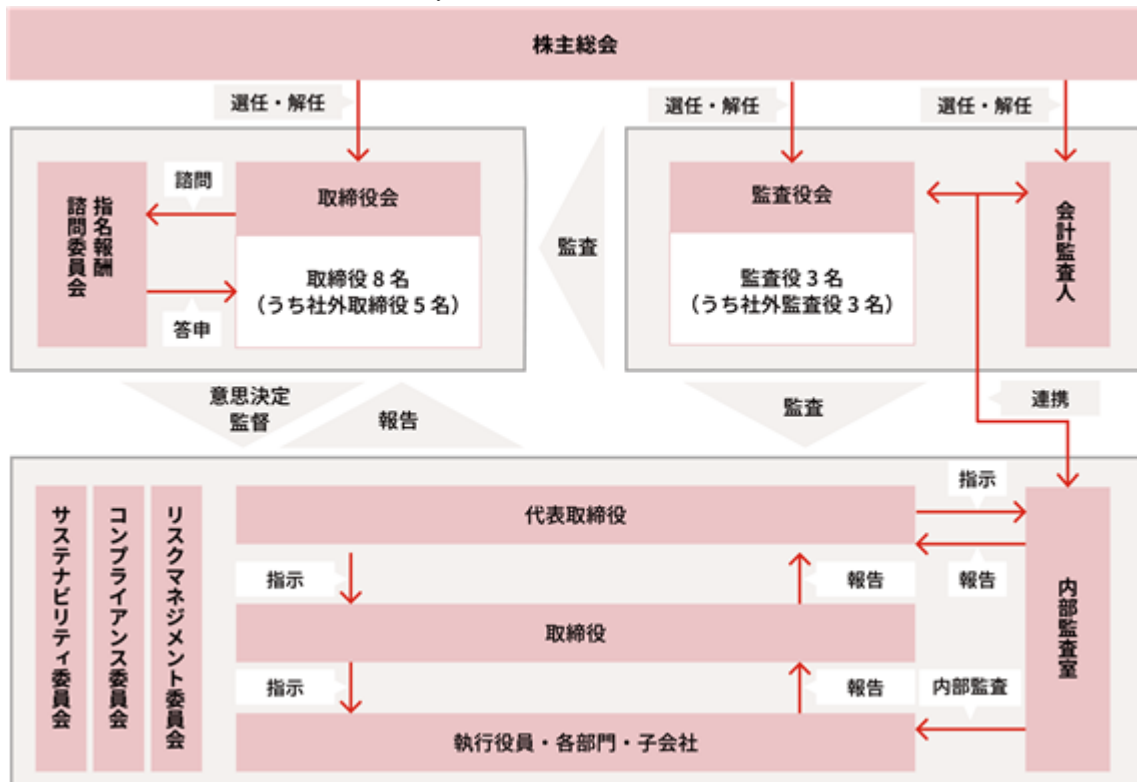 株主総会
選任・解任
選任・解任
選任・解任
指名報酬
諮問委員会
諮問
答申
取締役会
取締役 8 名
（うち社外取締役 5 名）
監査
監査役会
監査役 3 名
（うち社外監査役 3 名）
会計監査人
意思決定
監督
報告
監査
連携
サステナビリティ委員会
コンプライアンス委員会
リスクマネジメント委員会
代表取締役
指示
報告
指示
報告
取締役
指示
報告
内部監査
執行役員・各部門・子会社
内部監査室